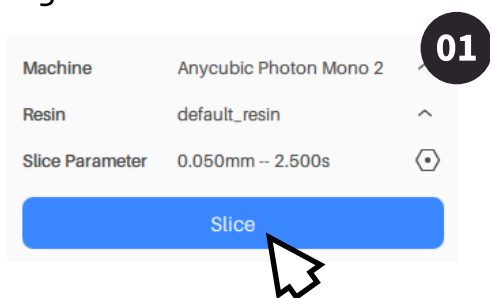 01
Machine Anycubic Photon Mono 2
Resin default_resin
Slice Parameter 0.050mm -- 2.500s
Slice